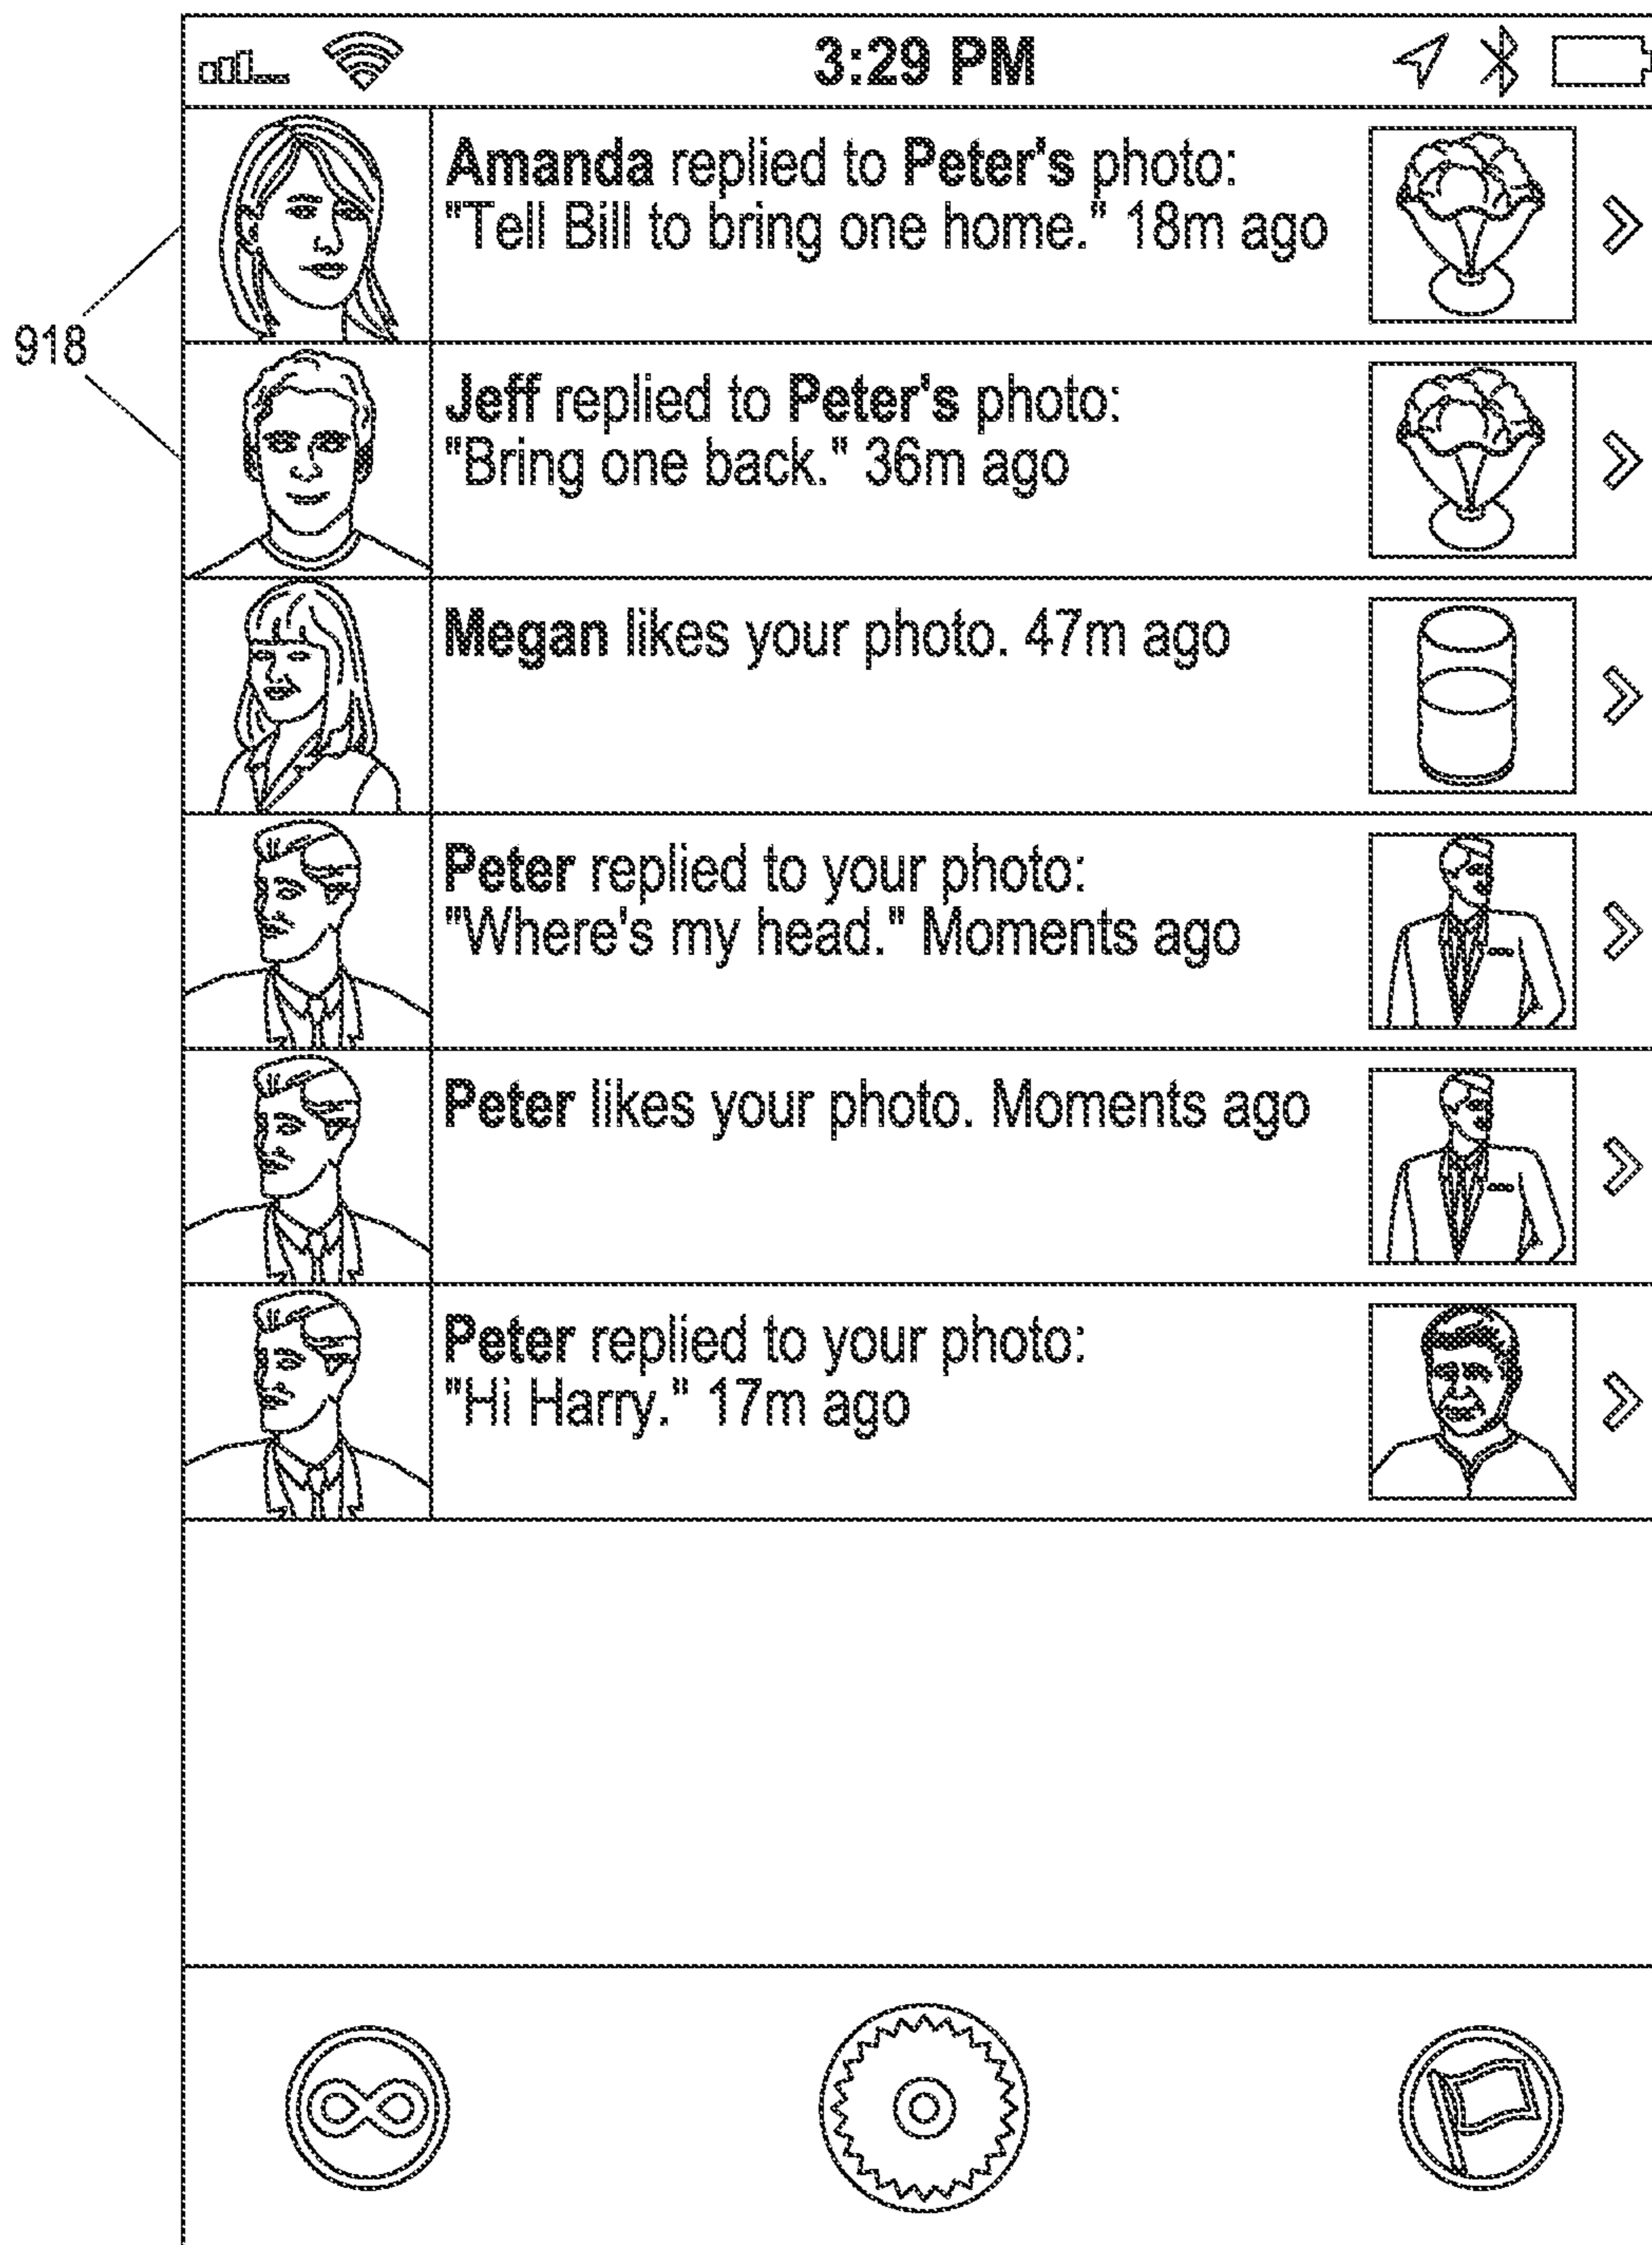 3:29 PM
Amanda replied to Peter's photo:
"Tell Bill to bring one home." 18m ago
918
Jeff replied to Peter's photo:
"Bring one back." 36m ago
Megan likes your photo. 47m ago
Peter replied to your photo:
"Where's my head." Moments ago
Peter likes your photo. Moments ago
Peter replied to your photo:
"Hi Harry." 17m ago